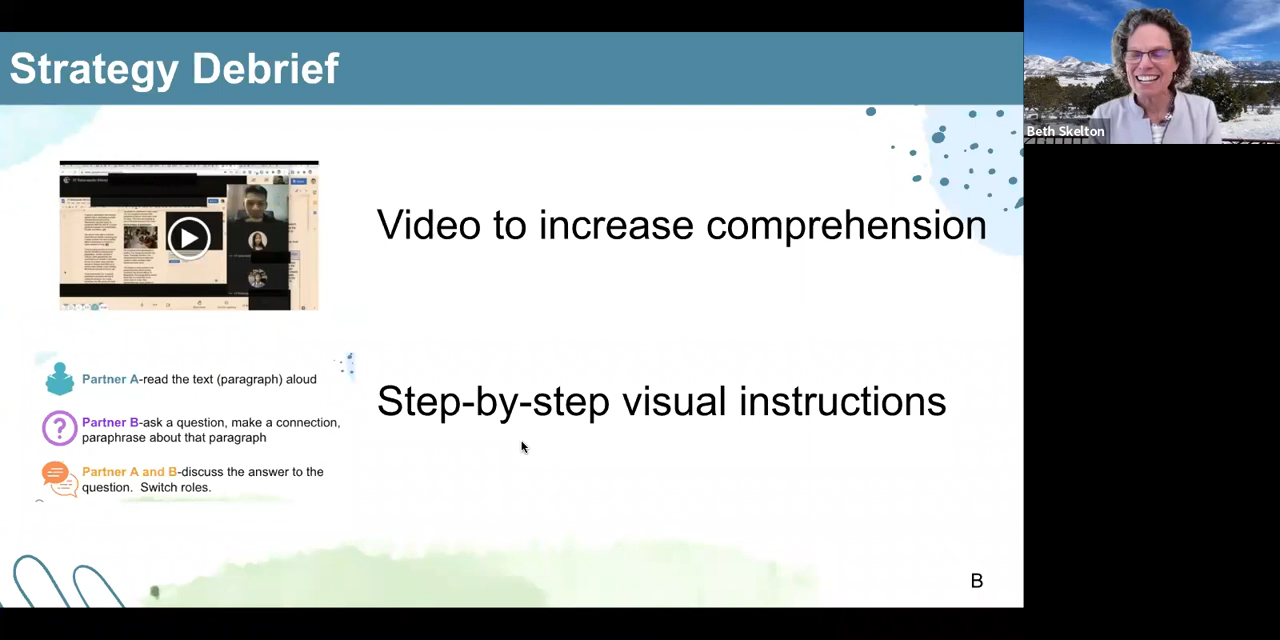 Strategy Debrief
Beth Skelton
Video to increase comprehension
Partner A-read the text (paragraph) aloud
Partner B-ask a question, make a connection,
paraphrase about that paragraph
Partner A and B-discuss the answer to the
question. Switch roles.
Step-by-step visual instructions
B